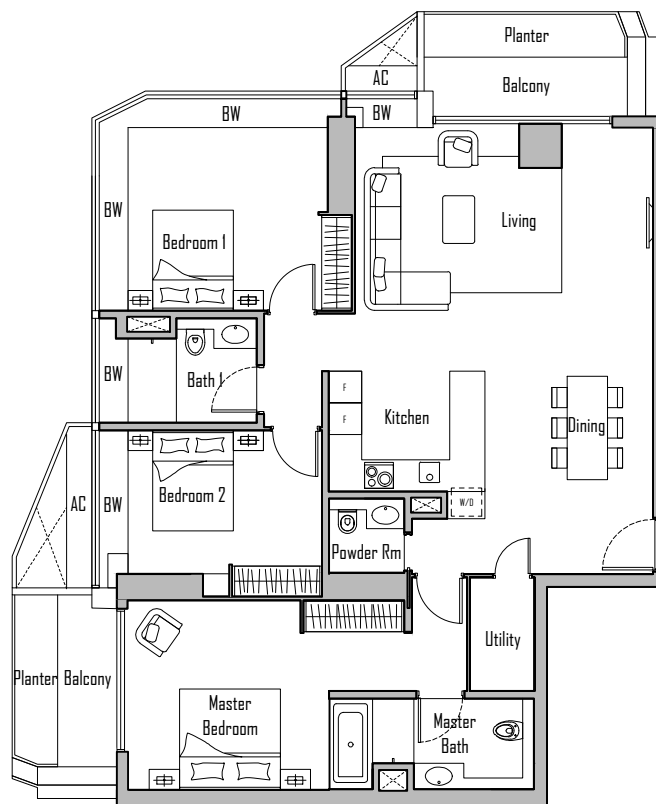 Planter
AC
Balcony
BW
BW
BW
Living
Bedroom 1
BW
Bath 1
F
F
Kitchen
Dining
Bedroom 2
AC
BW
W/D
Powder Rm
Utility
Planter
Balcony
Master
Bedroom
Master
Bath